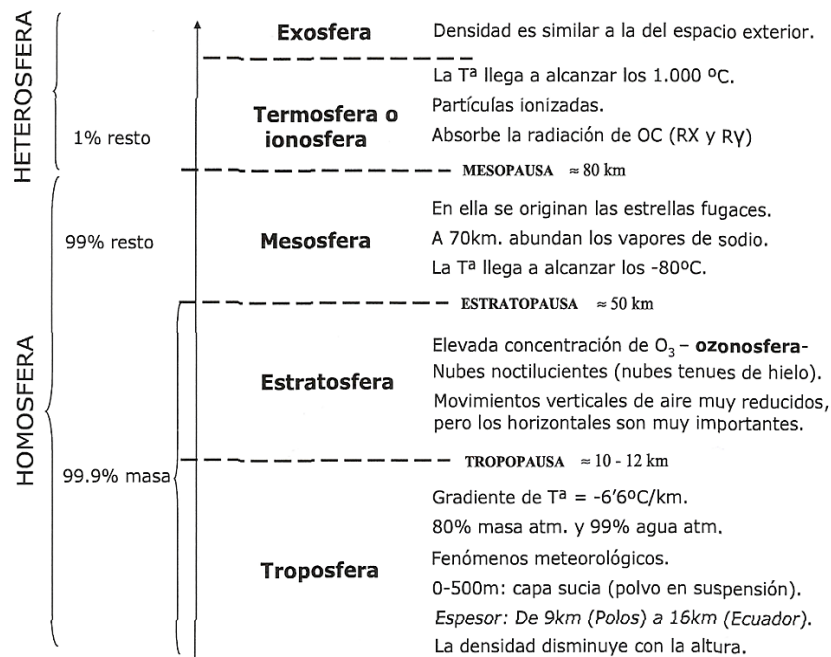 HETEROSFERA
Exosfera
Densidad es similar a la del espacio exterior.
1% resto
Termosfera o
ionosfera
La Tª llega a alcanzar los 1.000 ºC.
Partículas ionizadas.
Absorbe la radiación de OC (RX y Rγ)
MESOPAUSA ≈ 80 km
HOMOSFERA
99% resto
Mesosfera
En ella se originan las estrellas fugaces.
A 70km. abundan los vapores de sodio.
La Tª llega a alcanzar los -80ºC.
ESTRATOPAUSA ≈ 50 km
99.9% masa
Estratosfera
Elevada concentración de O₃ – ozonosfera-
Nubes noctilucientes (nubes tenues de hielo).
Movimientos verticales de aire muy reducidos,
pero los horizontales son muy importantes.
TROPOPAUSA ≈ 10 - 12 km
Troposfera
Gradiente de Tª = -6'6ºC/km.
80% masa atm. y 99% agua atm.
Fenómenos meteorológicos.
0-500m: capa sucia (polvo en suspensión).
Espesor: De 9km (Polos) a 16km (Ecuador).
La densidad disminuye con la altura.